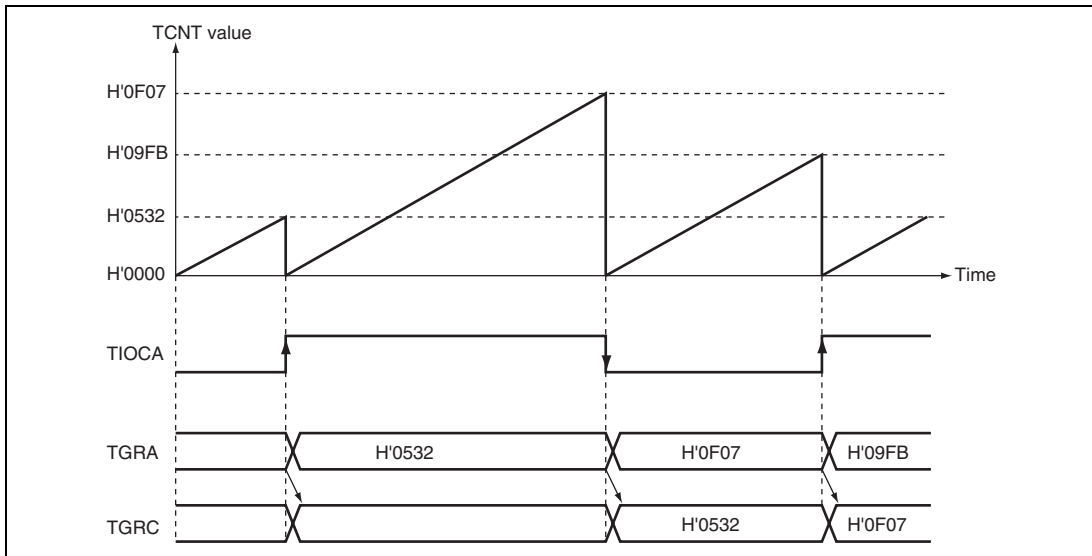 TCNT value
H'0F07
H'09FB
H'0532
H'0000
Time
TIOCA
TGRA
H'0532
H'0F07
H'09FB
TGRC
H'0532
H'0F07